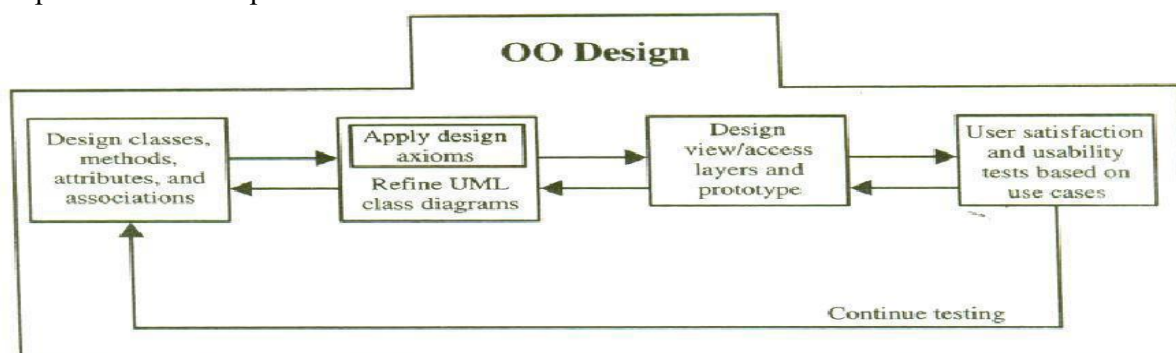 OO Design
Design classes,
methods,
attributes, and
associations
Apply design
axioms
Refine UML
class diagrams
Design
view/access
layers and
prototype
User satisfaction
and usability
tests based on
use cases
Continue testing